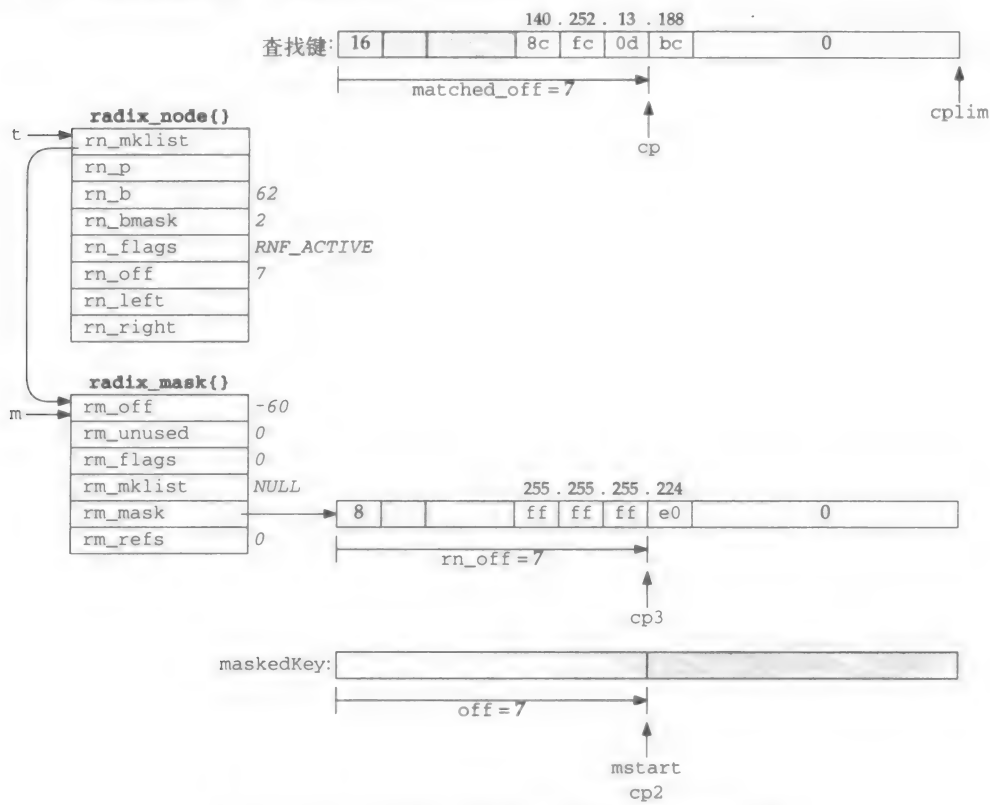 140 . 252 . 13 . 188
查找键: 16 8c fc 0d bc 0
matched_off = 7
cp
cplim
radix_node{}
t
rn_mklist
rn_p
rn_b 62
rn_bmask 2
rn_flags RNF_ACTIVE
rn_off 7
rn_left
rn_right
radix_mask{}
m
rm_off -60
rm_unused 0
rm_flags 0
rm_mklist NULL
rm_mask
rm_refs 0
255 . 255 . 255 . 224
8 ff ff ff e0 0
rn_off = 7
cp3
maskedKey:
off = 7
mstart
cp2